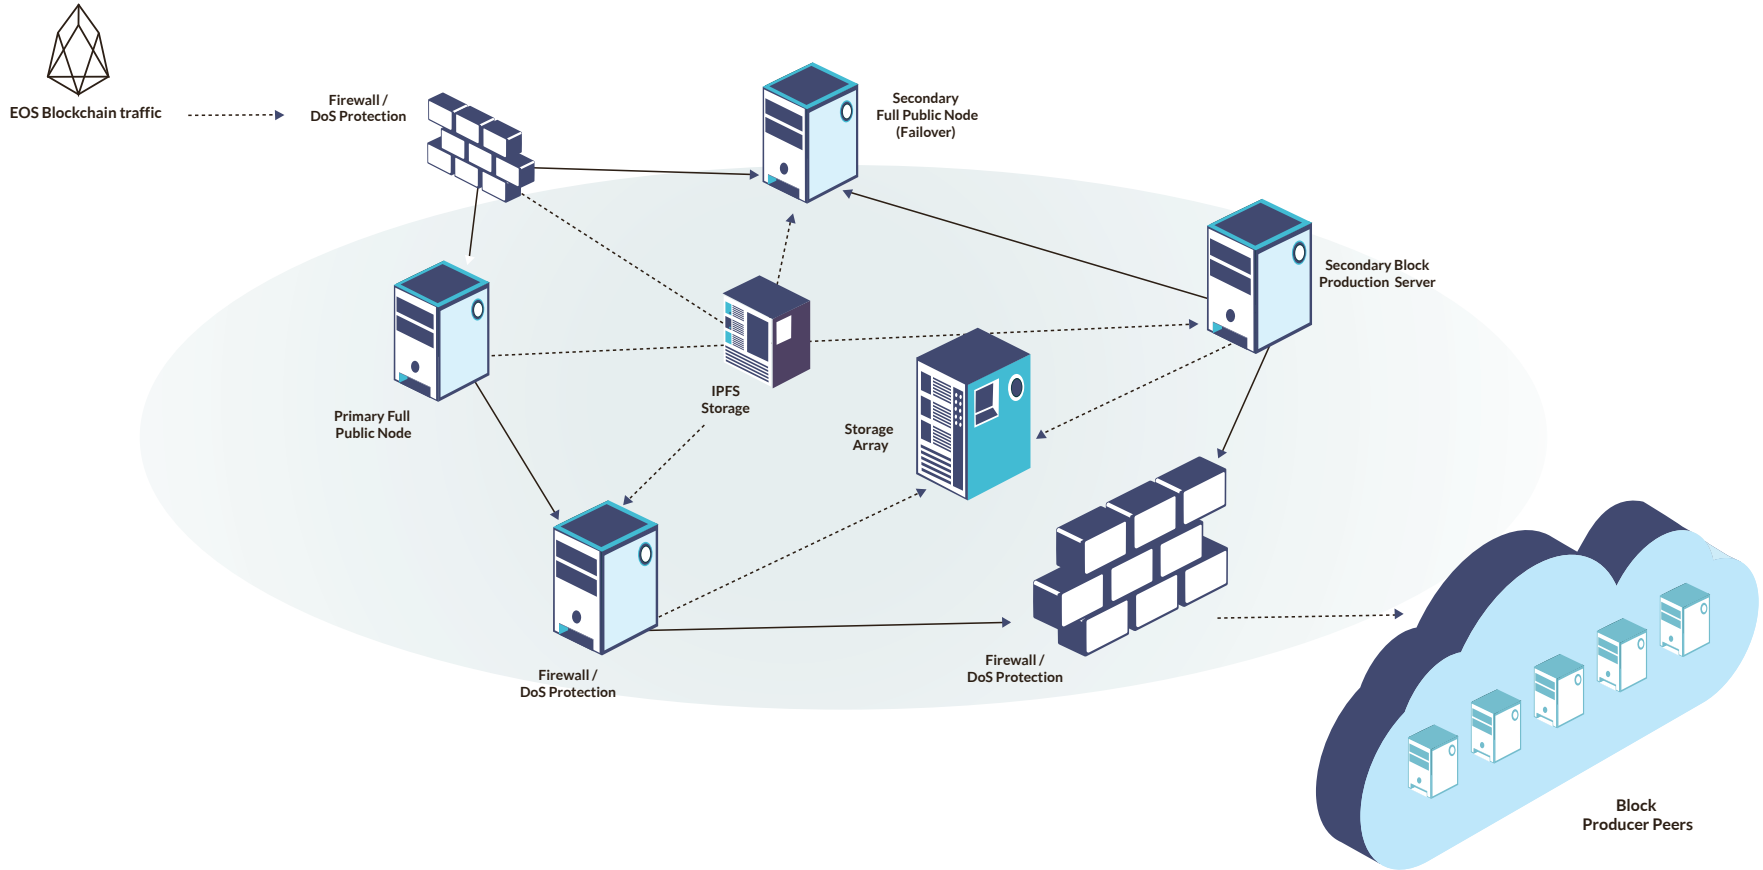 EOS Blockchain traffic
Firewall /
DoS Protection
Secondary
Full Public Node
(Failover)
Secondary Block
Production Server
IPFS
Storage
Primary Full
Public Node
Storage
Array
Firewall /
DoS Protection
Firewall /
DoS Protection
Block
Producer Peers